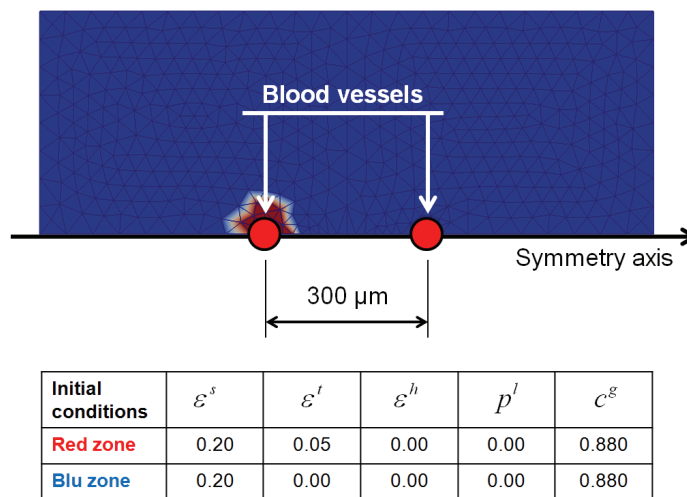 Blood vessels
Symmetry axis
300 µm
Initial conditions ε^s ε^t ε^h p^l c^g
Red zone 0.20 0.05 0.00 0.00 0.880
Blu zone 0.20 0.00 0.00 0.00 0.880